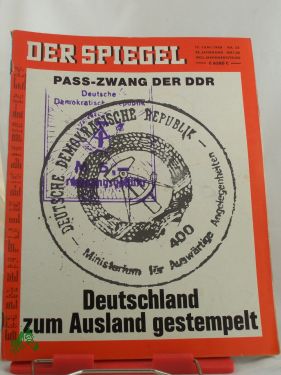 DER SPIEGEL
PASS-ZWANG DER DDR
Deutsche
Demokratisch Republik
DEUTSCHE DEMOKRATISCHE REPUBLIK
400
Ministerium für Auswärtige Angelegenheiten
Deutschland
zum Ausland gestempelt